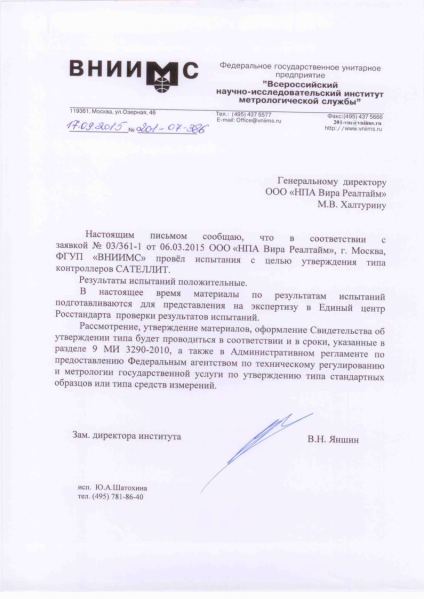 ВНИИМС
Федеральное государственное унитарное
предприятие
"Всероссийский
научно-исследовательский институт
метрологической службы"
119361, Москва, ул.Озерная, 46
Тел.: (495) 437 5577
E-mail: Office@vniims.ru
Факс:(495) 437 5666
201-vm@vniims.ru
http://www.vniims.ru
17.09.2015 № 201-07-386
Генеральному директору
ООО «НПА Вира Реалтайм»
М.В. Халтурину
Настоящим письмом сообщаю, что в соответствии с
заявкой № 03/361-1 от 06.03.2015 ООО «НПА Вира Реалтайм», г. Москва,
ФГУП «ВНИИМС» провёл испытания с целью утверждения типа
контроллеров САТЕЛЛИТ.
Результаты испытаний положительные.
В настоящее время материалы по результатам испытаний
подготавливаются для представления на экспертизу в Единый центр
Росстандарта проверки результатов испытаний.
Рассмотрение, утверждение материалов, оформление Свидетельства об
утверждении типа будет проводиться в соответствии и в сроки, указанные в
разделе 9 МИ 3290-2010, а также в Административном регламенте по
предоставлению Федеральным агентством по техническому регулированию
и метрологии государственной услуги по утверждению типа стандартных
образцов или типа средств измерений.
Зам. директора института
В.Н. Яншин
исп. Ю.А.Шатохина
тел. (495) 781-86-40